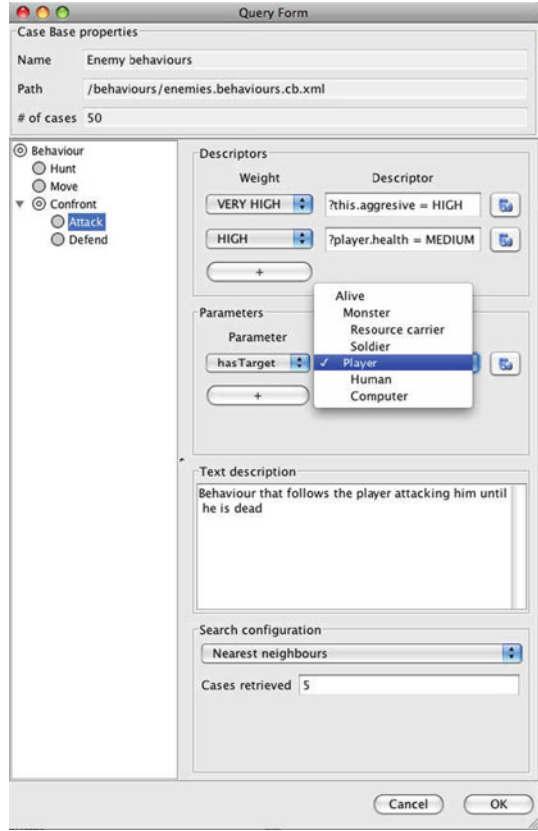 Query Form
Case Base properties
Name Enemy behaviours
Path /behaviours/enemies.behaviours.cb.xml
# of cases 50
Behaviour
Hunt
Move
Confront
Attack
Defend
Descriptors
Weight Descriptor
VERY HIGH ?this.aggresive = HIGH
HIGH ?player.health = MEDIUM
+
Parameters
Parameter
hasTarget
+
Alive
Monster
Resource carrier
Soldier
✓ Player
Human
Computer
Text description
Behaviour that follows the player attacking him until
he is dead
Search configuration
Nearest neighbours
Cases retrieved 5
Cancel OK